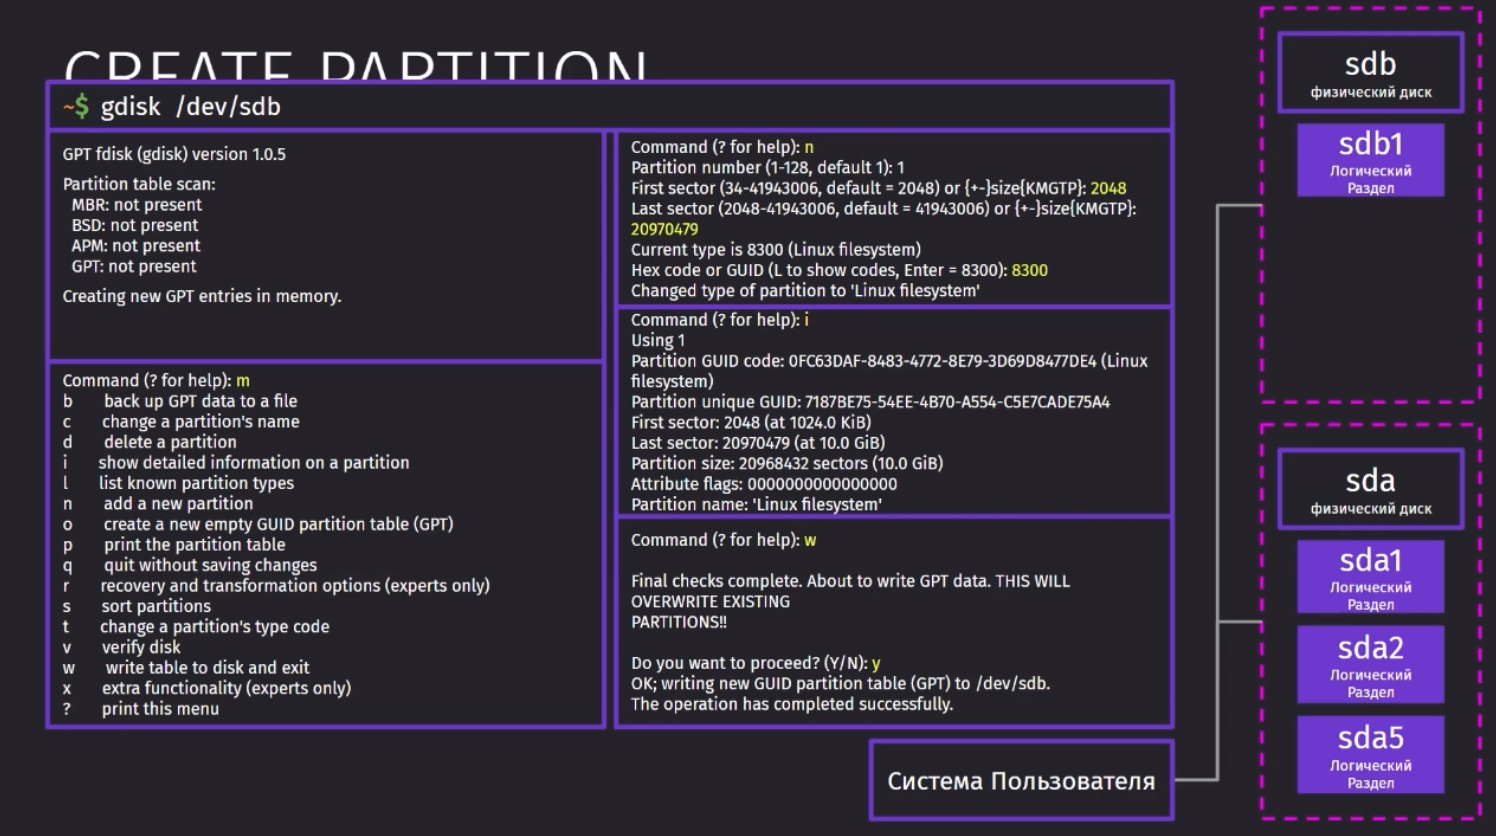 CREATE PARTITION
~$ gdisk /dev/sdb
GPT fdisk (gdisk) version 1.0.5
Partition table scan:
MBR: not present
BSD: not present
APM: not present
GPT: not present
Creating new GPT entries in memory.
Command (? for help): m
b back up GPT data to a file
c change a partition's name
d delete a partition
i show detailed information on a partition
l list known partition types
n add a new partition
o create a new empty GUID partition table (GPT)
p print the partition table
q quit without saving changes
r recovery and transformation options (experts only)
s sort partitions
t change a partition's type code
v verify disk
w write table to disk and exit
x extra functionality (experts only)
? print this menu
Command (? for help): n
Partition number (1-128, default 1): 1
First sector (34-41943006, default = 2048) or {+-}size{KMGTP}: 2048
Last sector (2048-41943006, default = 41943006) or {+-}size{KMGTP}:
20970479
Current type is 8300 (Linux filesystem)
Hex code or GUID (L to show codes, Enter = 8300): 8300
Changed type of partition to 'Linux filesystem'
Command (? for help): i
Using 1
Partition GUID code: 0FC63DAF-8483-4772-8E79-3D69D8477DE4 (Linux
filesystem)
Partition unique GUID: 7187BE75-54EE-4B70-A554-C5E7CADE75A4
First sector: 2048 (at 1024.0 KiB)
Last sector: 20970479 (at 10.0 GiB)
Partition size: 20968432 sectors (10.0 GiB)
Attribute flags: 0000000000000000
Partition name: 'Linux filesystem'
Command (? for help): w
Final checks complete. About to write GPT data. THIS WILL
OVERWRITE EXISTING
PARTITIONS!!
Do you want to proceed? (Y/N): y
OK; writing new GUID partition table (GPT) to /dev/sdb.
The operation has completed successfully.
Система Пользователя
sdb
физический диск
sdb1
Логический
Раздел
sda
физический диск
sda1
Логический
Раздел
sda2
Логический
Раздел
sda5
Логический
Раздел